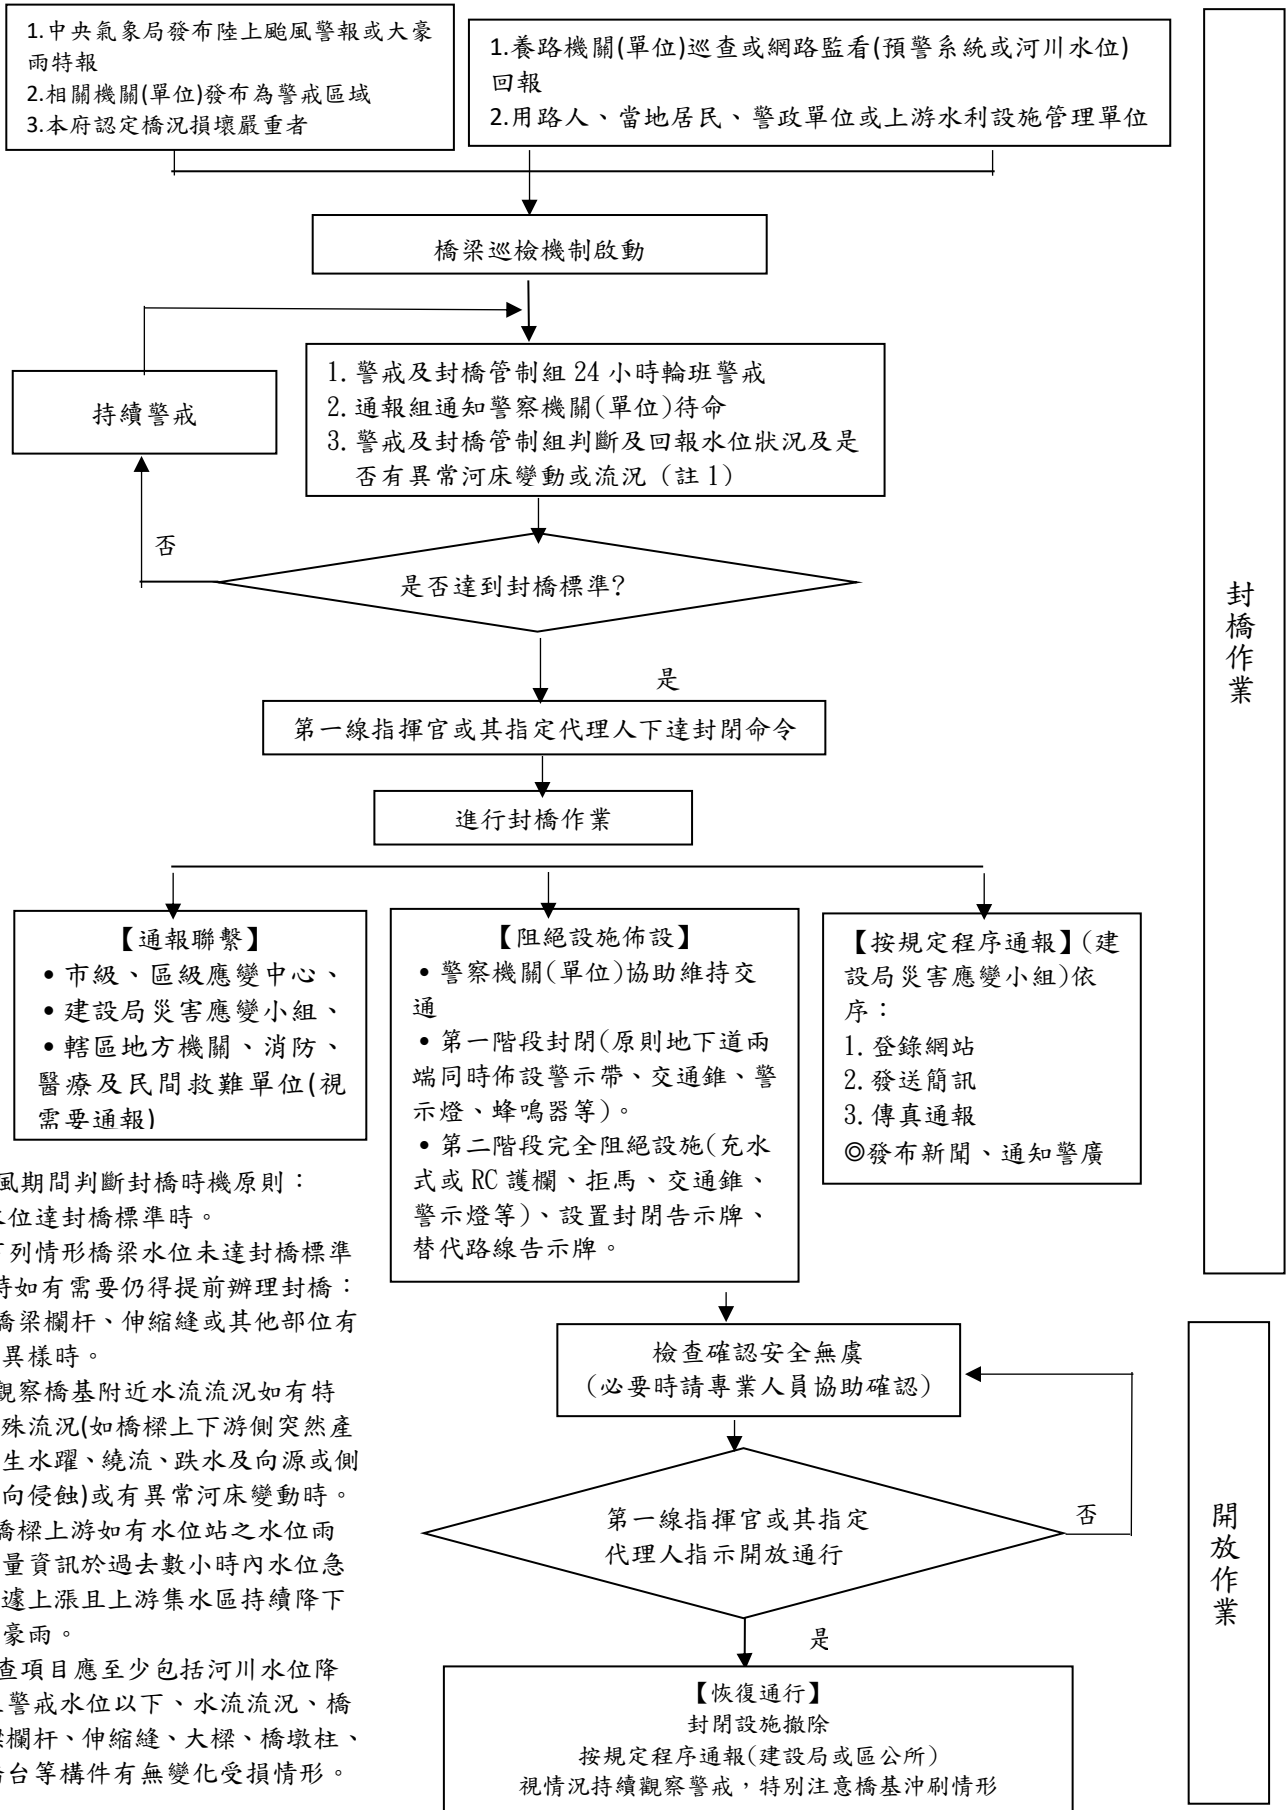 1.中央氣象局發布陸上颱風警報或大豪
雨特報
2.相關機關(單位)發布為警戒區域
3.本府認定橋況損壞嚴重者
1.養路機關(單位)巡查或網路監看(預警系統或河川水位)
回報
2.用路人、當地居民、警政單位或上游水利設施管理單位
橋梁巡檢機制啟動
持續警戒
1.警戒及封橋管制組 24 小時輪班警戒
2.通報組通知警察機關(單位)待命
3.警戒及封橋管制組判斷及回報水位狀況及是
否有異常河床變動或流況（註 1）
否
是否達到封橋標準?
是
第一線指揮官或其指定代理人下達封閉命令
進行封橋作業
【通報聯繫】
• 市級、區級應變中心、
• 建設局災害應變小組、
• 轄區地方機關、消防、
醫療及民間救難單位(視
需要通報)
【阻絕設施佈設】
• 警察機關(單位)協助維持交
通
• 第一階段封閉(原則地下道兩
端同時佈設警示帶、交通錐、警
示燈、蜂鳴器等)。
• 第二階段完全阻絕設施(充水
式或 RC 護欄、拒馬、交通錐、
警示燈等)、設置封閉告示牌、
替代路線告示牌。
【按規定程序通報】(建
設局災害應變小組)依
序：
1.登錄網站
2.發送簡訊
3.傳真通報
◎發布新聞、通知警廣
封橋作業
風期間判斷封橋時機原則：
水位達封橋標準時。
下列情形橋梁水位未達封橋標準
時如有需要仍得提前辦理封橋：
橋梁欄杆、伸縮縫或其他部位有
異樣時。
觀察橋基附近水流流況如有特
殊流況(如橋樑上下游側突然產
生水躍、繞流、跌水及向源或側
向侵蝕)或有異常河床變動時。
橋樑上游如有水位站之水位雨
量資訊於過去數小時內水位急
遽上漲且上游集水區持續降下
豪雨。
查項目應至少包括河川水位降
警戒水位以下、水流流況、橋
樑欄杆、伸縮縫、大樑、橋墩柱、
台等構件有無變化受損情形。
檢查確認安全無虞
(必要時請專業人員協助確認)
第一線指揮官或其指定
代理人指示開放通行
否
是
【恢復通行】
封閉設施撤除
按規定程序通報(建設局或區公所)
視情況持續觀察警戒，特別注意橋基沖刷情形
開放作業